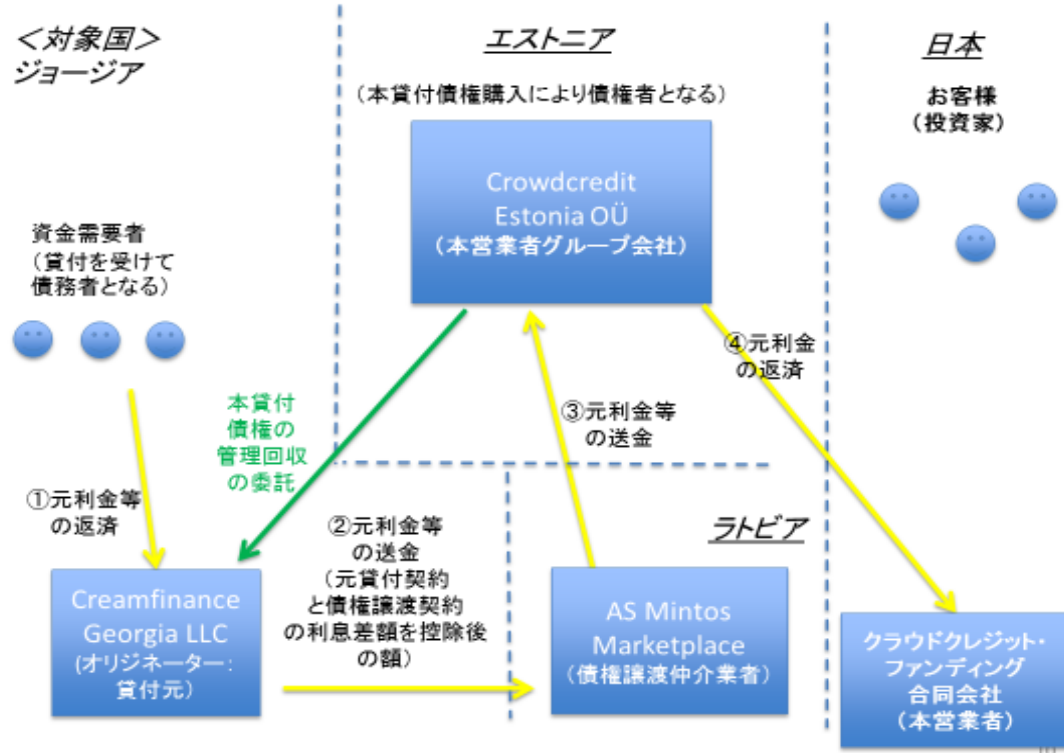 ＜対象国＞
ジョージア
資金需要者
（貸付を受けて
債務者となる）
①元利金等
の返済
Creamfinance
Georgia LLC
(オリジネーター：
貸付元）
エストニア
（本貸付債権購入により債権者となる）
Crowdcredit
Estonia OÜ
（本営業者グループ会社）
本貸付
債権の
管理回収
の委託
②元利金等
の送金
（元貸付契約
と債権譲渡契約
の利息差額を控除後
の額）
③元利金等
の送金
ラトビア
AS Mintos
Marketplace
（債権譲渡仲介業者）
日本
お客様
（投資家）
④元利金
の返済
クラウドクレジット・
ファンディング
合同会社
（本営業者）